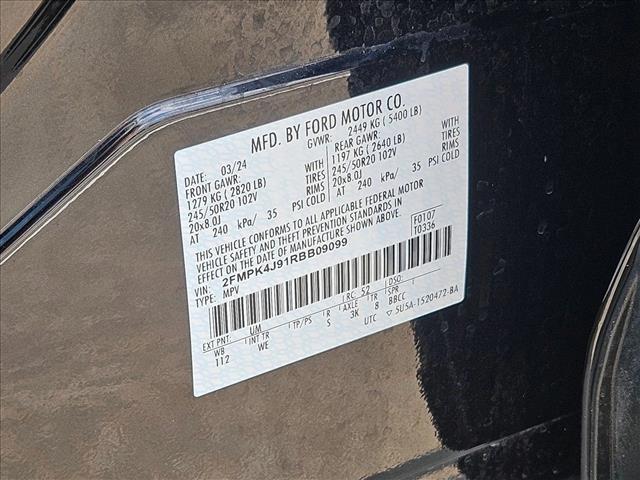 MFD. BY FORD MOTOR CO.
DATE: 03/24 GVWR: 2449 KG (5400 LB)
FRONT GAWR: WITH REAR GAWR: WITH
1279 KG (2820 LB) TIRES 1197 KG (2640 LB) TIRES
245/50R20 102V RIMS 245/50R20 102V RIMS
20x8.0J 20x8.0J
AT 240 kPa/ 35 PSI COLD AT 240 kPa/ 35 PSI COLD
THIS VEHICLE CONFORMS TO ALL APPLICABLE FEDERAL MOTOR
VEHICLE SAFETY AND THEFT PREVENTION STANDARDS IN
EFFECT ON THE DATE OF MANUFACTURE SHOWN ABOVE.
F0107
T0336
VIN: 2FMPK4J91RBB09099
TYPE: MPV
EXT PNT: UM RC: 52 DSO:
WB INT TR TP/PS R AXLE TR SPR
112 WE S 3K 8 BBCC
UTC ▽ 5U5A-1520472-BA